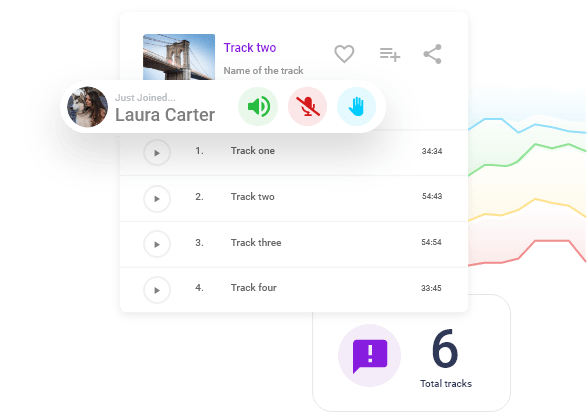 Track two
Name of the track
Just Joined...
Laura Carter
1. Track one 34:34
2. Track two 54:43
3. Track three 54:54
4. Track four 33:45
6
Total tracks